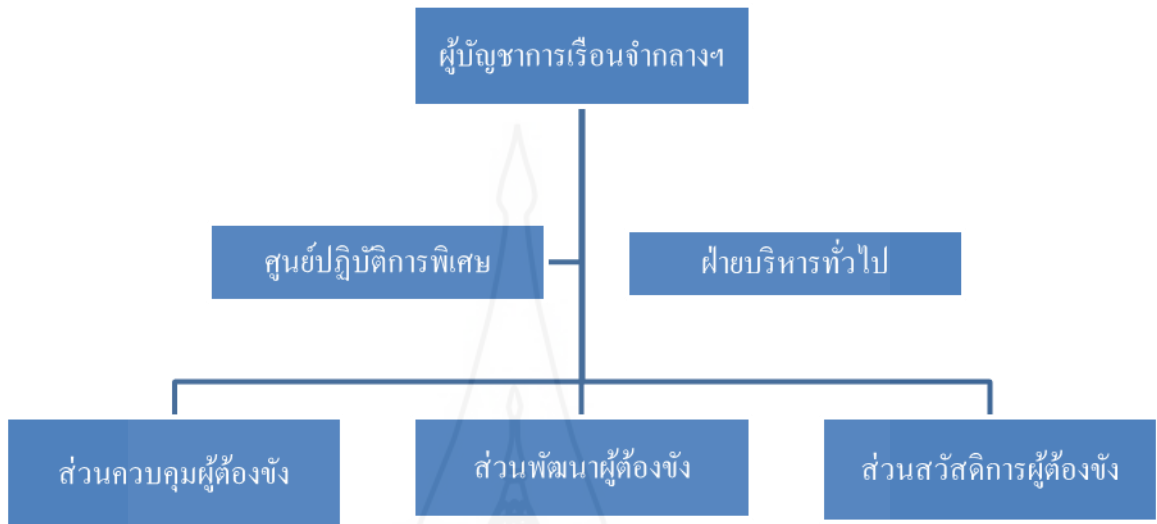 ผู้บัญชาการเรือนจำกลางฯ
ศูนย์ปฏิบัติการพิเศษ
ฝ่ายบริหารทั่วไป
ส่วนควบคุมผู้ต้องขัง
ส่วนพัฒนาผู้ต้องขัง
ส่วนสวัสดิการผู้ต้องขัง